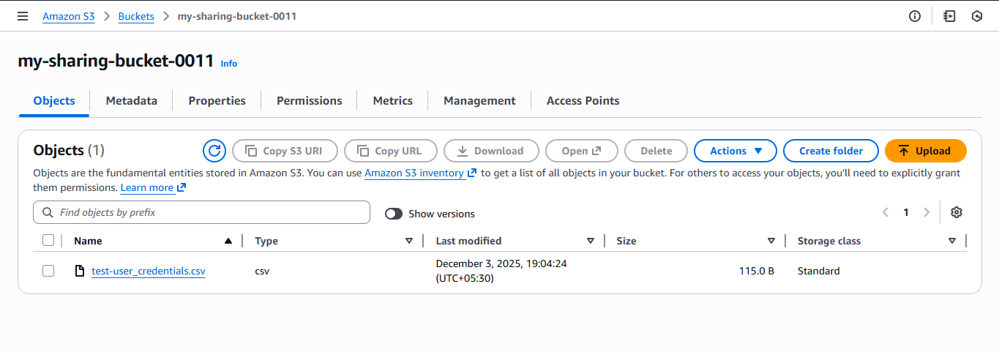 Amazon S3 > Buckets > my-sharing-bucket-0011
my-sharing-bucket-0011 Info
Objects Metadata Properties Permissions Metrics Management Access Points
Objects (1) Copy S3 URI Copy URL Download Open Delete Actions Create folder Upload
Objects are the fundamental entities stored in Amazon S3. You can use Amazon S3 inventory to get a list of all objects in your bucket. For others to access your objects, you'll need to explicitly grant
them permissions. Learn more
Find objects by prefix Show versions 1
Name Type Last modified Size Storage class
test-user_credentials.csv csv December 3, 2025, 19:04:24 115.0 B Standard
(UTC+05:30)